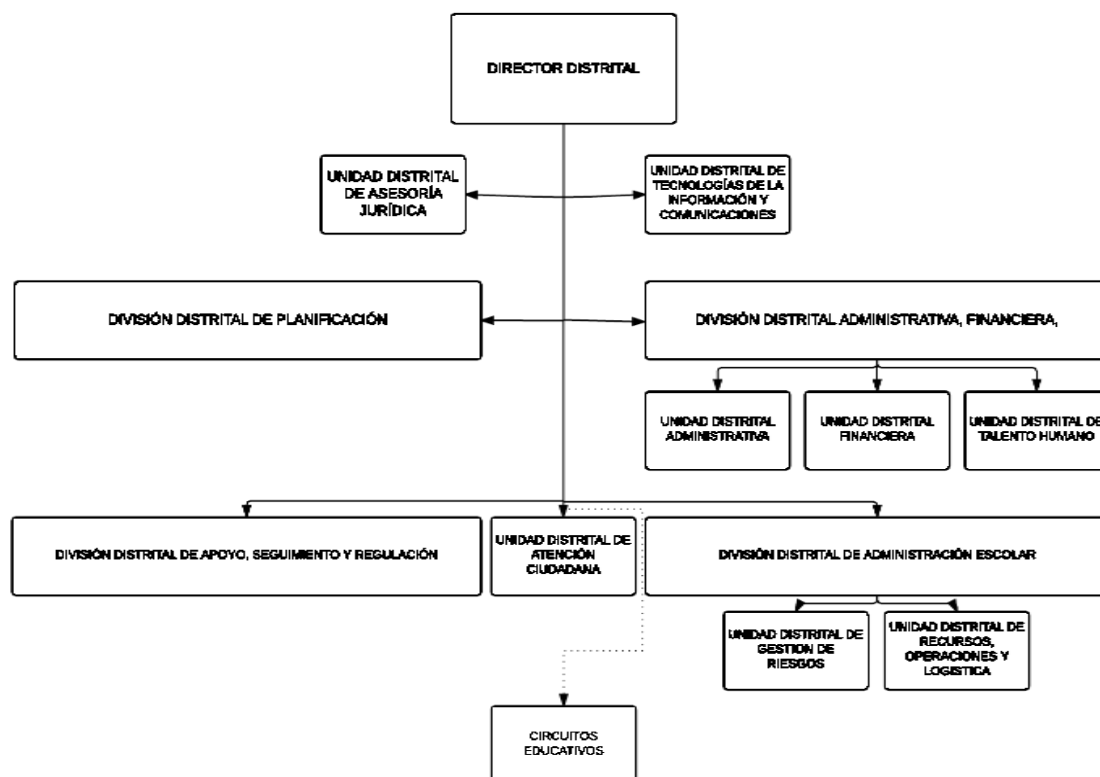 DIRECTOR DISTRITAL
UNIDAD DISTRITAL
DE ASESORÍA
JURÍDICA
UNIDAD DISTRITAL DE
TECNOLOGÍAS DE LA
INFORMACIÓN Y
COMUNICACIONES
DIVISIÓN DISTRITAL DE PLANIFICACIÓN
DIVISIÓN DISTRITAL ADMINISTRATIVA, FINANCIERA,
UNIDAD DISTRITAL
ADMINISTRATIVA
UNIDAD DISTRITAL
FINANCIERA
UNIDAD DISTRITAL DE
TALENTO HUMANO
DIVISIÓN DISTRITAL DE APOYO, SEGUIMIENTO Y REGULACIÓN
UNIDAD DISTRITAL DE
ATENCIÓN
CIUDADANA
DIVISIÓN DISTRITAL DE ADMINISTRACIÓN ESCOLAR
UNIDAD DISTRITAL DE
GESTION DE
RIESGOS
UNIDAD DISTRITAL DE
RECURSOS,
OPERACIONES Y
LOGISTICA
CIRCUITOS
EDUCATIVOS